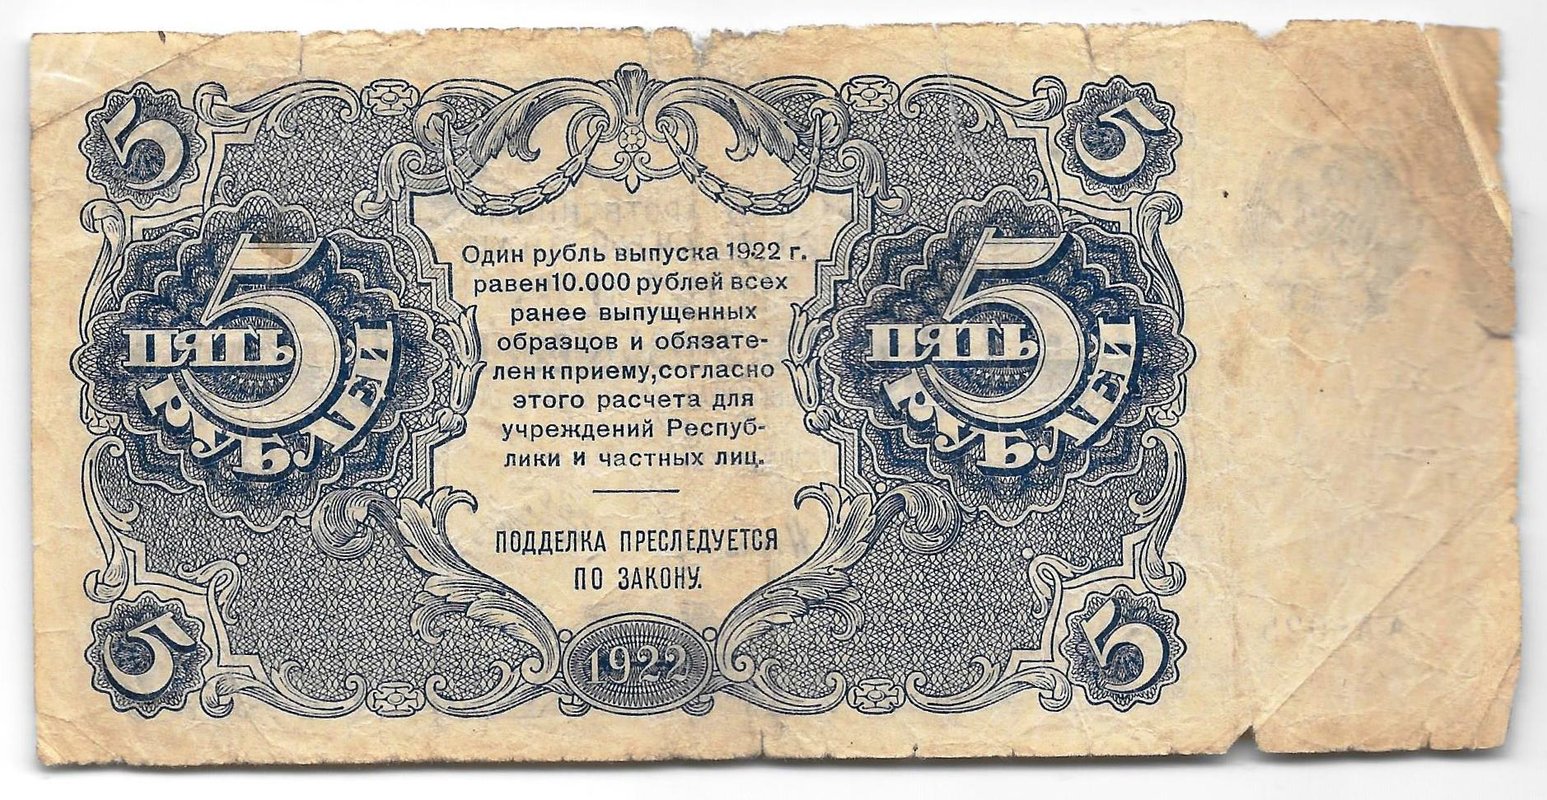 5
5
Один рубль выпуска 1922 г.
равен 10.000 рублей всех
ранее выпущенных
образцов и обязате-
лен к приему, согласно
этого расчета для
учреждений Респуб-
лики и частных лиц.
5
ПЯТЬ
РУБЛЕЙ
5
ПЯТЬ
РУБЛЕЙ
ПОДДЕЛКА ПРЕСЛЕДУЕТСЯ
ПО ЗАКОНУ.
5
1922
5